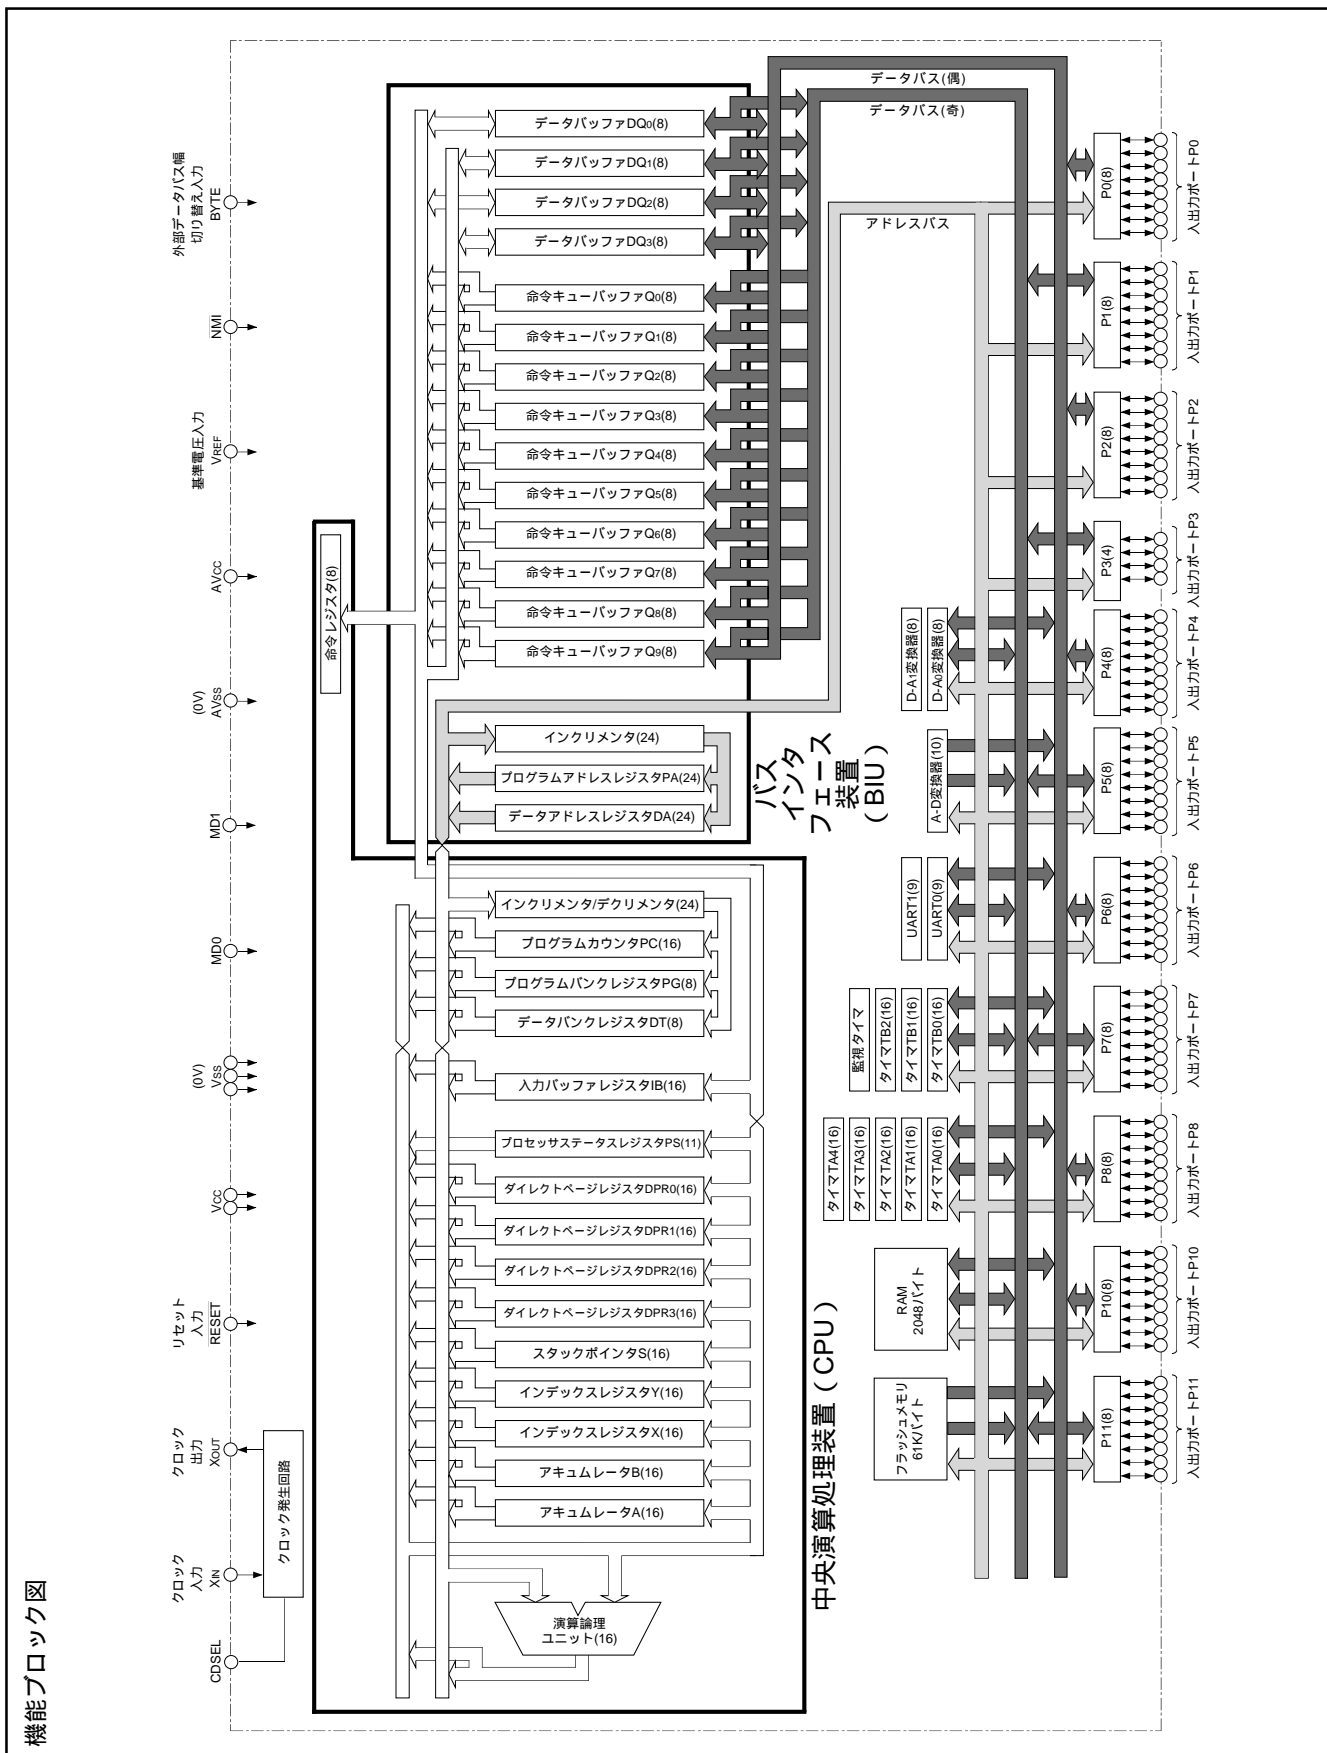 機能ブロック図
CDSEL
クロック
入力
XIN
クロック
出力
XOUT
クロック発生回路
リセット
入力
RESET
VCC
(0V)
VSS
MD0
MD1
(0V)
AVSS
AVCC
基準電圧入力
VREF
NMI
外部データバス幅
切り替え入力
BYTE
命令レジスタ(8)
データバッファDQ0(8)
データバッファDQ1(8)
データバッファDQ2(8)
データバッファDQ3(8)
命令キューバッファQ0(8)
命令キューバッファQ1(8)
命令キューバッファQ2(8)
命令キューバッファQ3(8)
命令キューバッファQ4(8)
命令キューバッファQ5(8)
命令キューバッファQ6(8)
命令キューバッファQ7(8)
命令キューバッファQ8(8)
命令キューバッファQ9(8)
インクリメンタ(24)
プログラムアドレスレジスタPA(24)
データアドレスレジスタDA(24)
バス
インタ
フェース
装置
(BIU)
インクリメンタ/デクリメンタ(24)
プログラムカウンタPC(16)
プログラムバンクレジスタPG(8)
データバンクレジスタDT(8)
入力バッファレジスタIB(16)
プロセッサステータスレジスタPS(11)
ダイレクトページレジスタDPR0(16)
ダイレクトページレジスタDPR1(16)
ダイレクトページレジスタDPR2(16)
ダイレクトページレジスタDPR3(16)
スタックポインタS(16)
インデックスレジスタY(16)
インデックスレジスタX(16)
アキュムレータB(16)
アキュムレータA(16)
演算論理
ユニット(16)
中央演算処理装置(CPU)
データバス(偶)
データバス(奇)
アドレスバス
フラッシュメモリ
61Kバイト
RAM
2048バイト
タイマTA4(16)
タイマTA3(16)
タイマTA2(16)
タイマTA1(16)
タイマTA0(16)
監視タイマ
タイマTB2(16)
タイマTB1(16)
タイマTB0(16)
UART1(9)
UART0(9)
A-D変換器(10)
D-A1変換器(8)
D-A0変換器(8)
P11(8)
P10(8)
P8(8)
P7(8)
P6(8)
P5(8)
P4(8)
P3(4)
P2(8)
P1(8)
P0(8)
入出力ポートP11
入出力ポートP10
入出力ポートP8
入出力ポートP7
入出力ポートP6
入出力ポートP5
入出力ポートP4
入出力ポートP3
入出力ポートP2
入出力ポートP1
入出力ポートP0